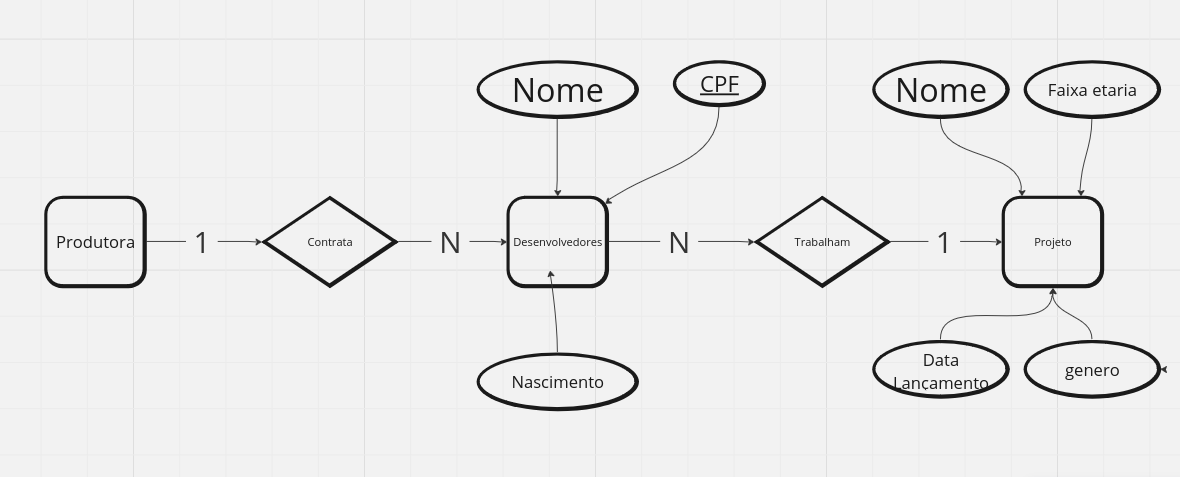 Nome
CPF
Nome
Faixa etaria
Produtora
1
Contrata
N
Desenvolvedores
N
Trabalham
1
Projeto
Nascimento
Data
Lançamento
genero